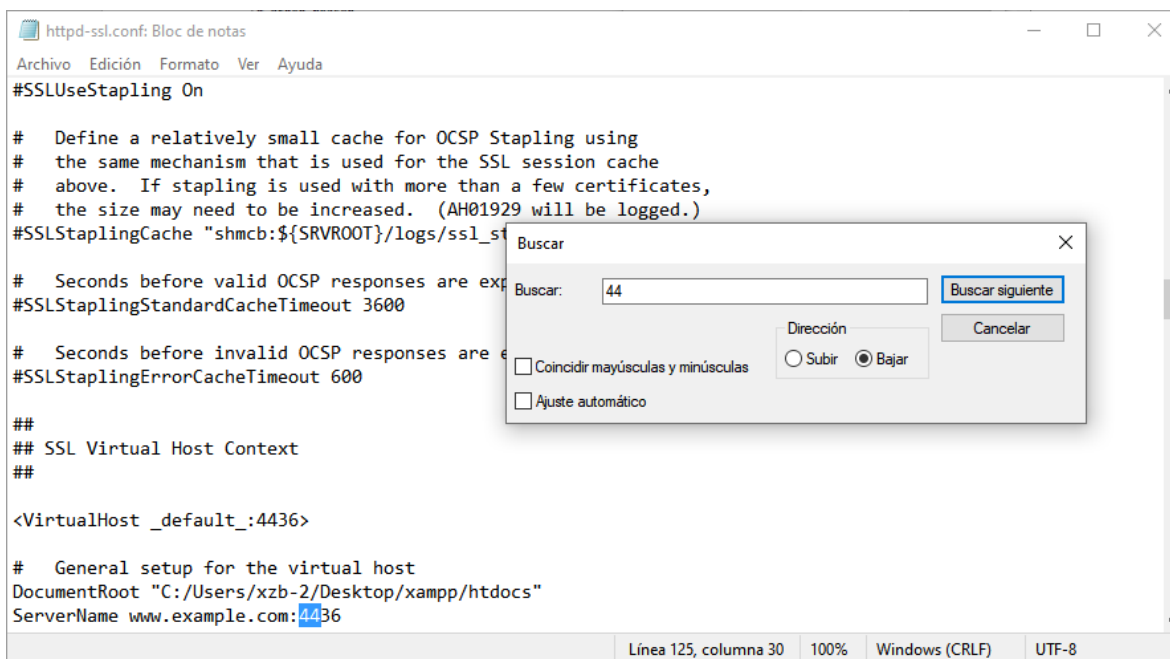 httpd-ssl.conf: Bloc de notas
Archivo Edición Formato Ver Ayuda
#SSLUseStapling On
#   Define a relatively small cache for OCSP Stapling using
#   the same mechanism that is used for the SSL session cache
#   above.  If stapling is used with more than a few certificates,
#   the size may need to be increased.  (AH01929 will be logged.)
#SSLStaplingCache "shmcb:${SRVROOT}/logs/ssl_st
#   Seconds before valid OCSP responses are exp
#SSLStaplingStandardCacheTimeout 3600
#   Seconds before invalid OCSP responses are e
#SSLStaplingErrorCacheTimeout 600
##
## SSL Virtual Host Context
##
<VirtualHost _default_:4436>
#   General setup for the virtual host
DocumentRoot "C:/Users/xzb-2/Desktop/xampp/htdocs"
ServerName www.example.com:4436
Buscar
Buscar: 44 Buscar siguiente
Dirección Cancelar
Subir Bajar
Coincidir mayúsculas y minúsculas
Ajuste automático
Línea 125, columna 30 100% Windows (CRLF) UTF-8